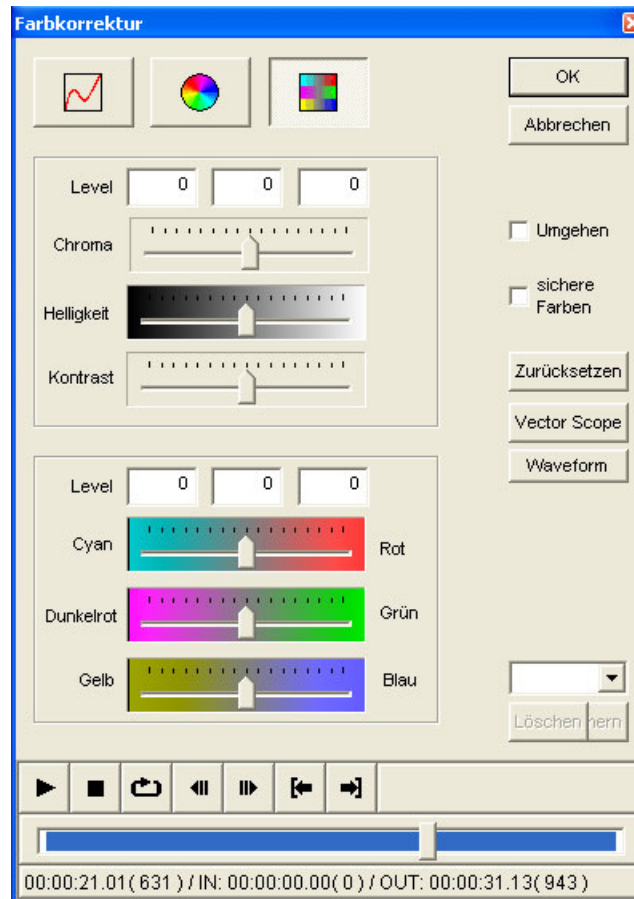 Farbkorrektur
OK
Abbrechen
Level 0 0 0
Chroma
Helligkeit
Kontrast
Umgehen
sichere
Farben
Zurücksetzen
Vector Scope
Waveform
Level 0 0 0
Cyan Rot
Dunkelrot Grün
Gelb Blau
Löschen hern
00:00:21.01( 631 ) / IN: 00:00:00.00( 0 ) / OUT: 00:00:31.13( 943 )